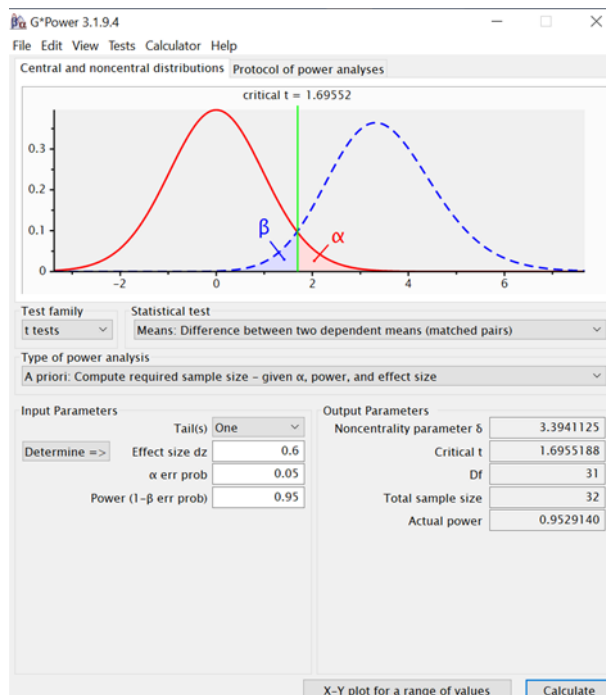 G*Power 3.1.9.4
File Edit View Tests Calculator Help
Central and noncentral distributions Protocol of power analyses
critical t = 1.69552
0.3
0.2
0.1
0
β
α
-2 0 2 4 6
Test family Statistical test
t tests Means: Difference between two dependent means (matched pairs)
Type of power analysis
A priori: Compute required sample size - given α, power, and effect size
Input Parameters Output Parameters
Tail(s) One Noncentrality parameter δ 3.3941125
Determine => Effect size dz 0.6 Critical t 1.6955188
α err prob 0.05 Df 31
Power (1-β err prob) 0.95 Total sample size 32
Actual power 0.9529140
X-Y plot for a range of values Calculate